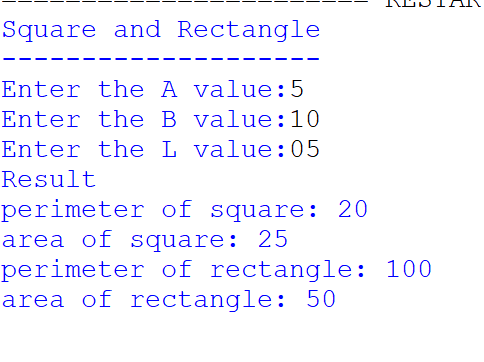 Square and Rectangle
--------------------
Enter the A value:5
Enter the B value:10
Enter the L value:05
Result
perimeter of square: 20
area of square: 25
perimeter of rectangle: 100
area of rectangle: 50